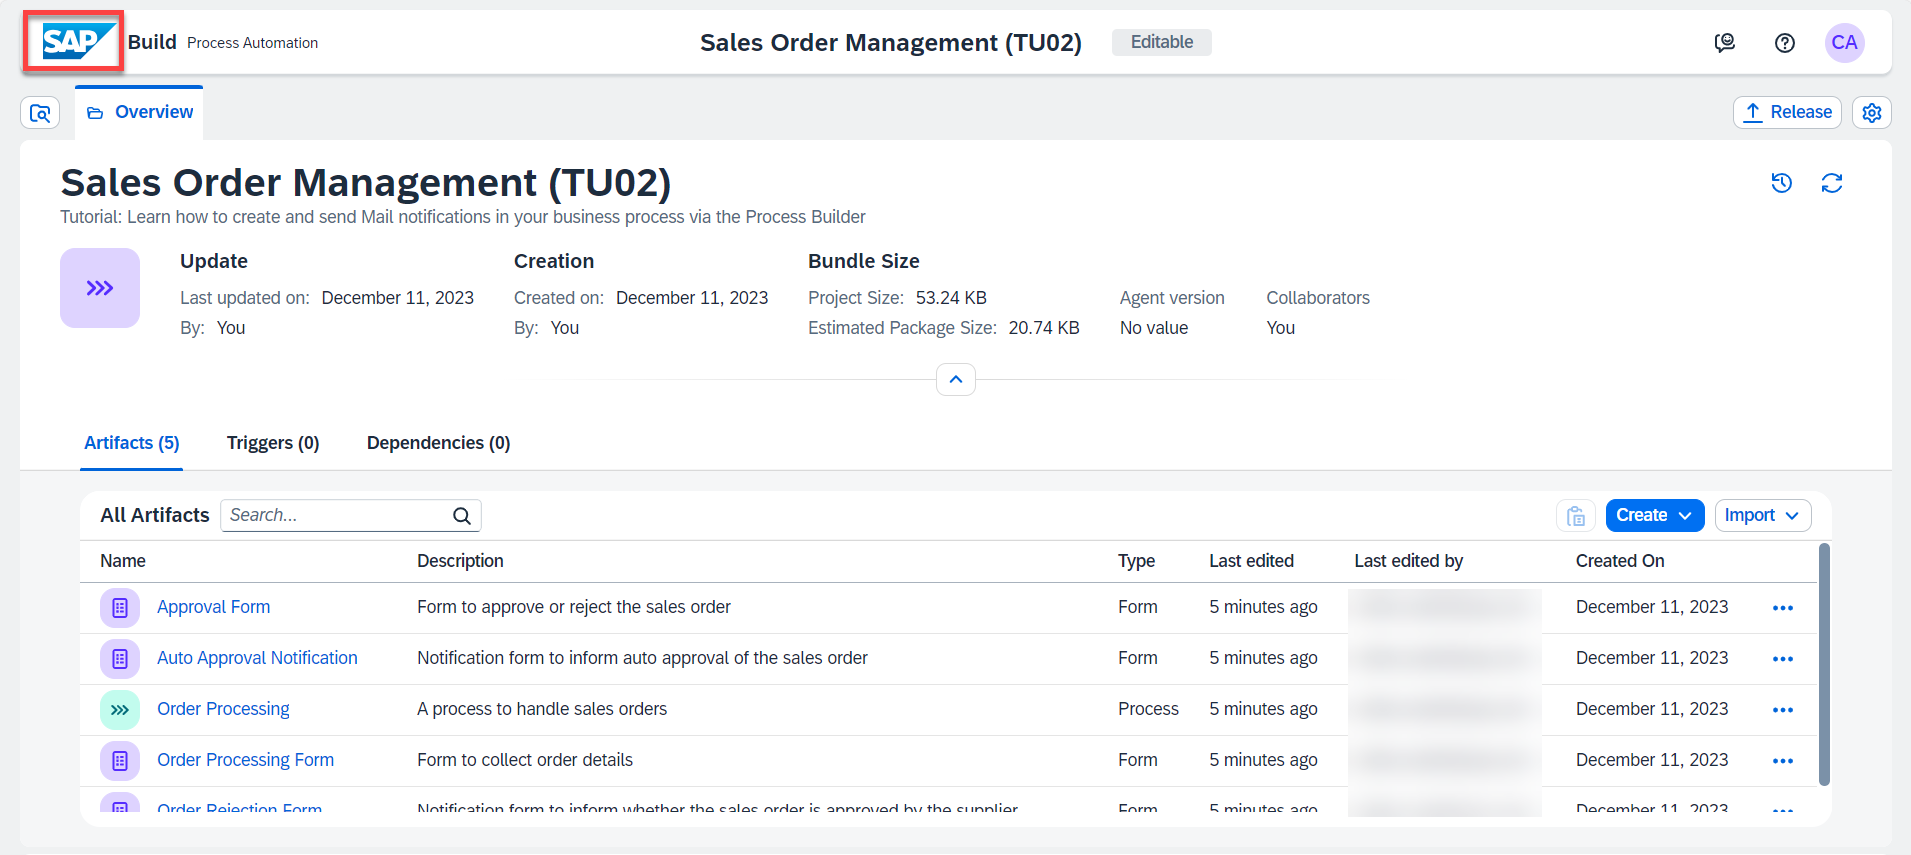 SAP Build Process Automation Sales Order Management (TU02) Editable CA
Overview Release
Sales Order Management (TU02)
Tutorial: Learn how to create and send Mail notifications in your business process via the Process Builder
Update Creation Bundle Size
Last updated on: December 11, 2023 Created on: December 11, 2023 Project Size: 53.24 KB Agent version Collaborators
By: You By: You Estimated Package Size: 20.74 KB No value You
Artifacts (5) Triggers (0) Dependencies (0)
All Artifacts Search... Create Import
Name Description Type Last edited Last edited by Created On
Approval Form Form to approve or reject the sales order Form 5 minutes ago December 11, 2023
Auto Approval Notification Notification form to inform auto approval of the sales order Form 5 minutes ago December 11, 2023
Order Processing A process to handle sales orders Process 5 minutes ago December 11, 2023
Order Processing Form Form to collect order details Form 5 minutes ago December 11, 2023
Order Rejection Form Notification form to inform whether the sales order is approved by the supplier Form 5 minutes ago December 11, 2023